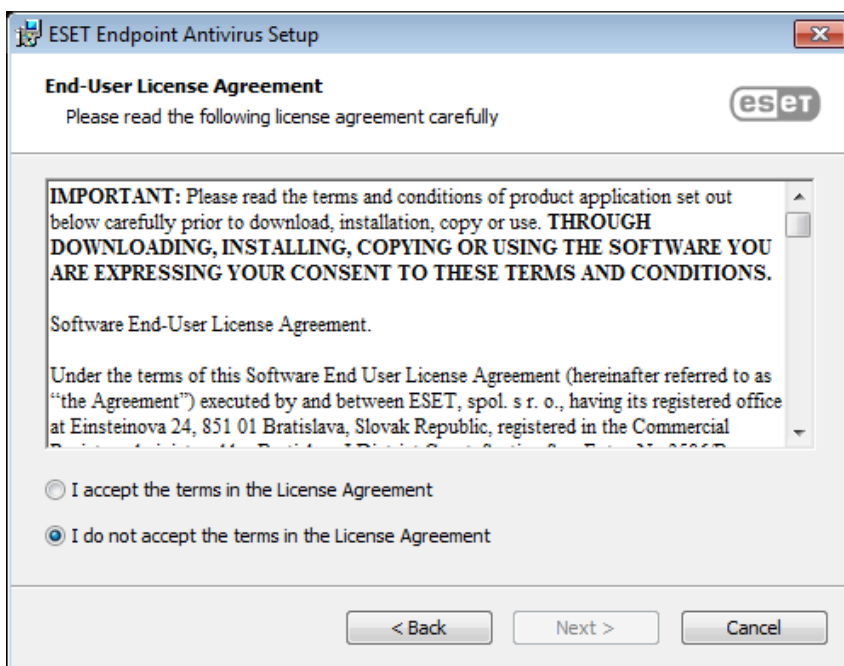 ESET Endpoint Antivirus Setup
End-User License Agreement
Please read the following license agreement carefully
eset
IMPORTANT: Please read the terms and conditions of product application set out
below carefully prior to download, installation, copy or use. THROUGH
DOWNLOADING, INSTALLING, COPYING OR USING THE SOFTWARE YOU
ARE EXPRESSING YOUR CONSENT TO THESE TERMS AND CONDITIONS.
Software End-User License Agreement.
Under the terms of this Software End User License Agreement (hereinafter referred to as
“the Agreement”) executed by and between ESET, spol. s r. o., having its registered office
at Einsteinova 24, 851 01 Bratislava, Slovak Republic, registered in the Commercial
I accept the terms in the License Agreement
I do not accept the terms in the License Agreement
< Back
Next >
Cancel